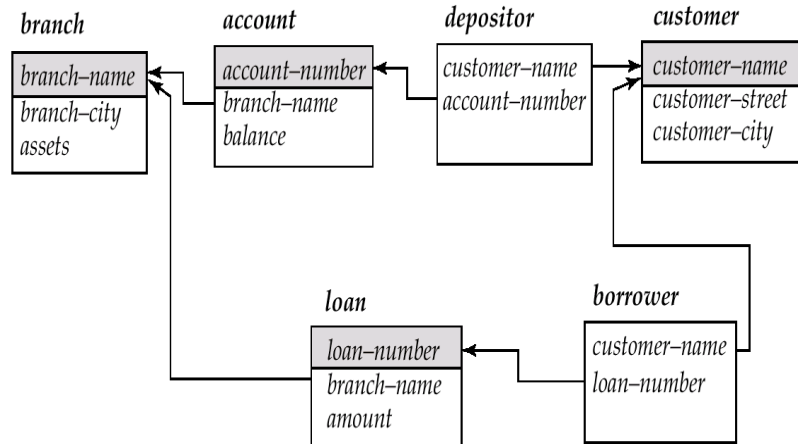 branch
branch–name
branch–city
assets
account
account–number
branch–name
balance
depositor
customer–name
account–number
customer
customer–name
customer–street
customer–city
loan
loan–number
branch–name
amount
borrower
customer–name
loan–number